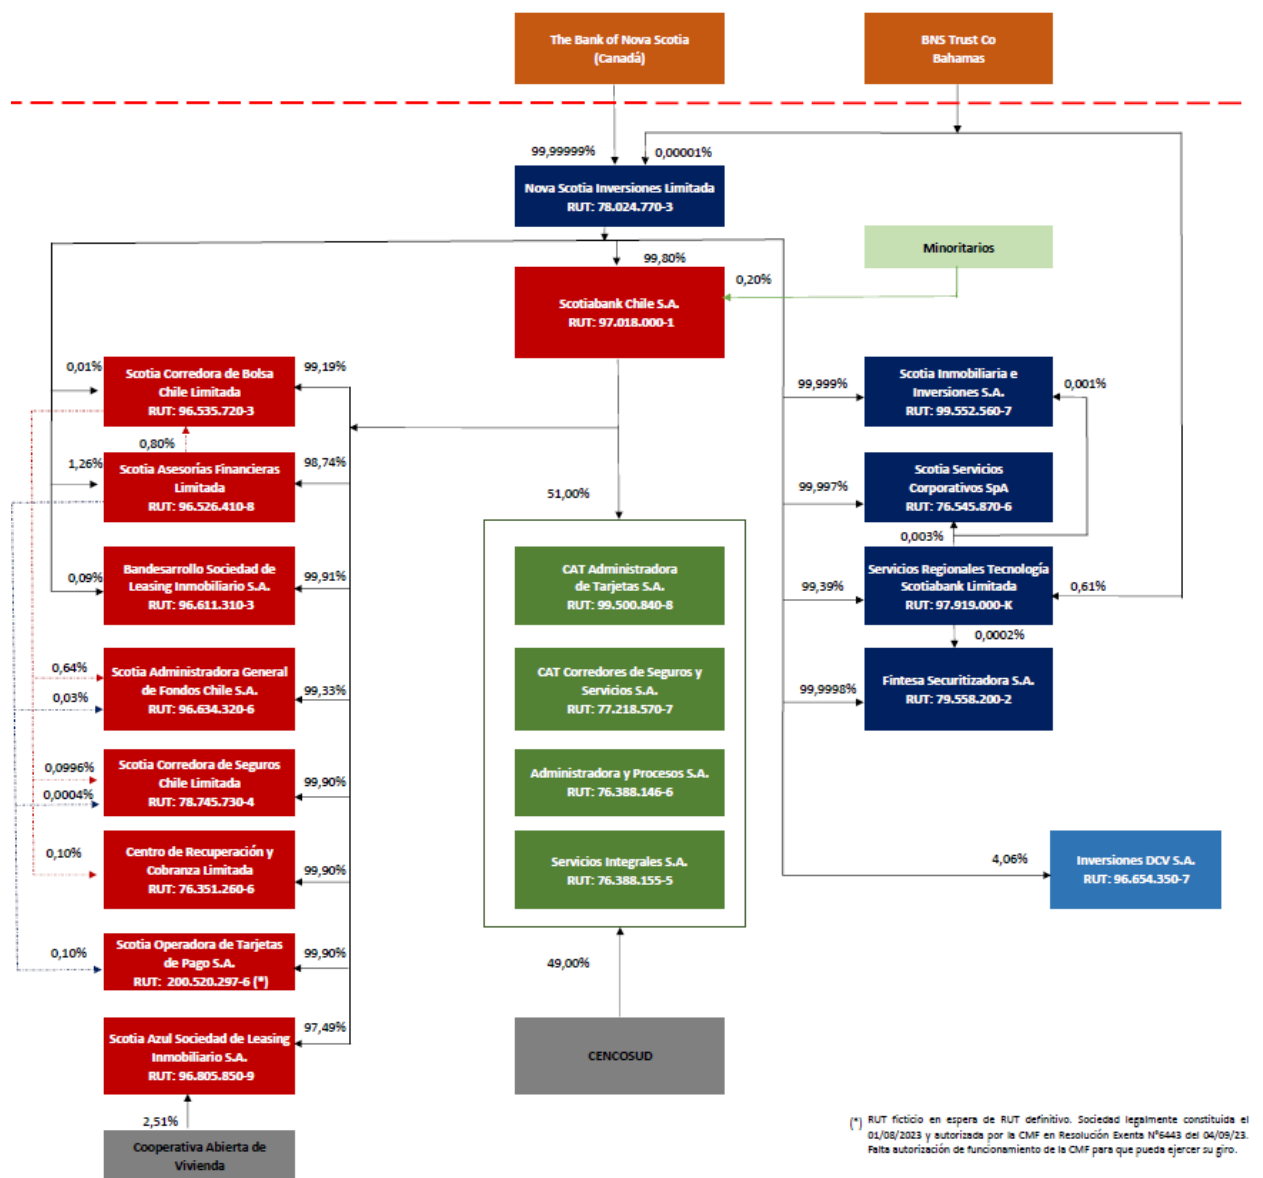 The Bank of Nova Scotia
(Canadá)
BNS Trust Co
Bahamas
99,99999%
0,00001%
Nova Scotia Inversiones Limitada
RUT: 78.024.770-3
Minoritarios
99,80%
0,20%
Scotiabank Chile S.A.
RUT: 97.018.000-1
0,01%
Scotia Corredora de Bolsa
Chile Limitada
RUT: 96.535.720-3
99,19%
0,80%
1,26%
Scotia Asesorías Financieras
Limitada
RUT: 96.526.410-8
98,74%
0,09%
Bandesarrollo Sociedad de
Leasing Inmobiliario S.A.
RUT: 96.611.310-3
99,91%
0,64%
0,03%
Scotia Administradora General
de Fondos Chile S.A.
RUT: 96.634.320-6
99,33%
0,0996%
0,0004%
Scotia Corredora de Seguros
Chile Limitada
RUT: 78.745.730-4
99,90%
0,10%
Centro de Recuperación y
Cobranza Limitada
RUT: 76.351.260-6
99,90%
0,10%
Scotia Operadora de Tarjetas
de Pago S.A.
RUT: 200.520.297-6 (*)
99,90%
Scotia Azul Sociedad de Leasing
Inmobiliario S.A.
RUT: 96.805.850-9
97,49%
2,51%
Cooperativa Abierta de
Vivienda
51,00%
CAT Administradora
de Tarjetas S.A.
RUT: 99.500.840-8
CAT Corredores de Seguros y
Servicios S.A.
RUT: 77.218.570-7
Administradora y Procesos S.A.
RUT: 76.388.146-6
Servicios Integrales S.A.
RUT: 76.388.155-5
49,00%
CENCOSUD
99,999%
Scotia Inmobiliaria e
Inversiones S.A.
RUT: 99.552.560-7
0,001%
99,997%
Scotia Servicios
Corporativos SpA
RUT: 76.545.870-6
0,003%
99,39%
Servicios Regionales Tecnología
Scotiabank Limitada
RUT: 97.919.000-K
0,61%
0,0002%
99,9998%
Fintesa Securitizadora S.A.
RUT: 79.558.200-2
4,06%
Inversiones DCV S.A.
RUT: 96.654.350-7
(*) RUT ficticio en espera de RUT definitivo. Sociedad legalmente constituida el
01/08/2023 y autorizada por la CMF en Resolución Exenta N°6443 del 04/09/23.
Falta autorización de funcionamiento de la CMF para que pueda ejercer su giro.